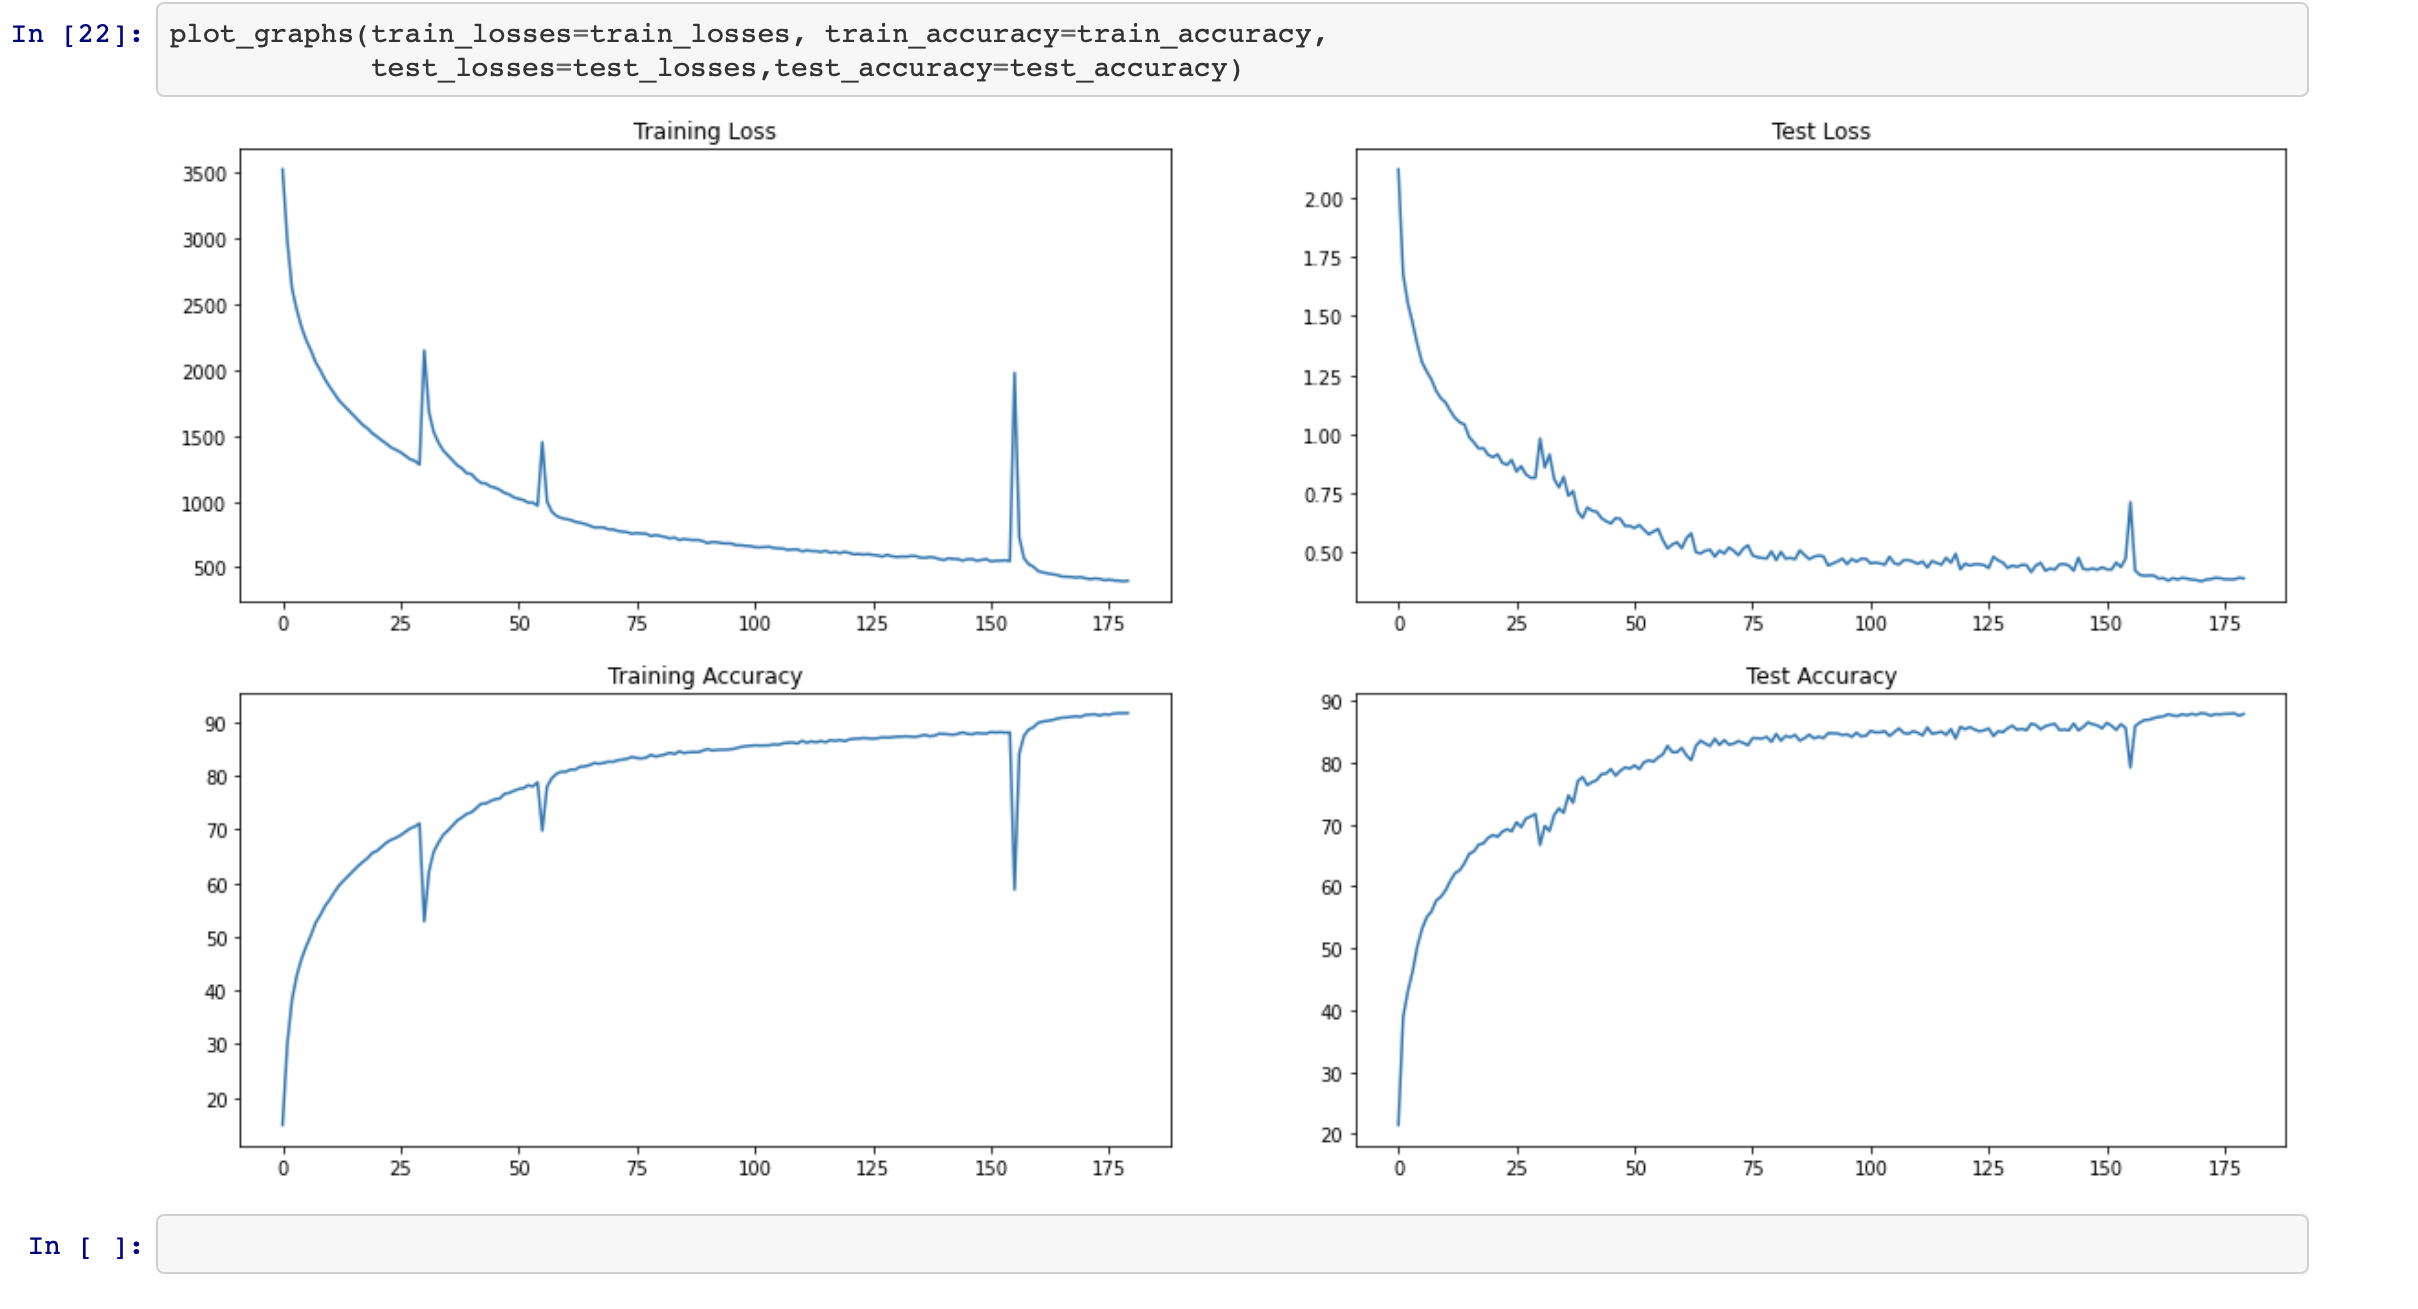 In [22]: plot_graphs(train_losses=train_losses, train_accuracy=train_accuracy,
test_losses=test_losses,test_accuracy=test_accuracy)
Training Loss
3500
3000
2500
2000
1500
1000
500
0 25 50 75 100 125 150 175
Test Loss
2.00
1.75
1.50
1.25
1.00
0.75
0.50
0 25 50 75 100 125 150 175
Training Accuracy
90
80
70
60
50
40
30
20
0 25 50 75 100 125 150 175
Test Accuracy
90
80
70
60
50
40
30
20
0 25 50 75 100 125 150 175
In [ ]: